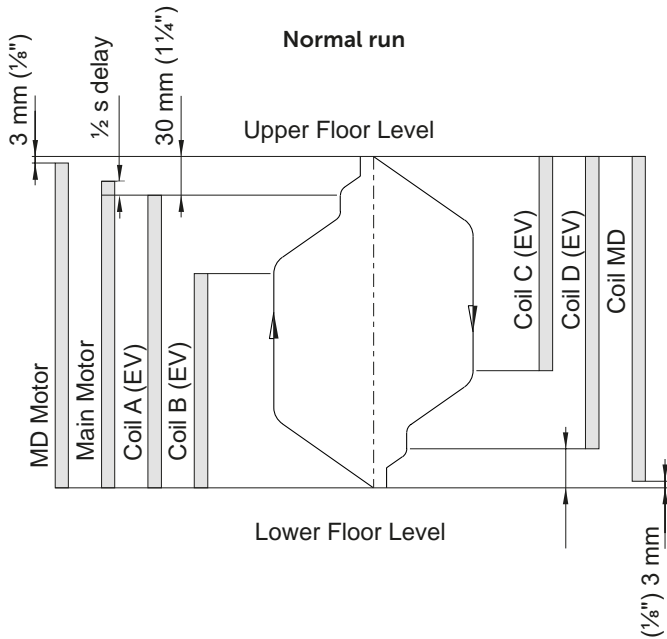 Normal run
3 mm (⅛")
½ s delay
30 mm (1¼")
Upper Floor Level
MD Motor
Main Motor
Coil A (EV)
Coil B (EV)
Coil C (EV)
Coil D (EV)
Coil MD
Lower Floor Level
(⅛") 3 mm